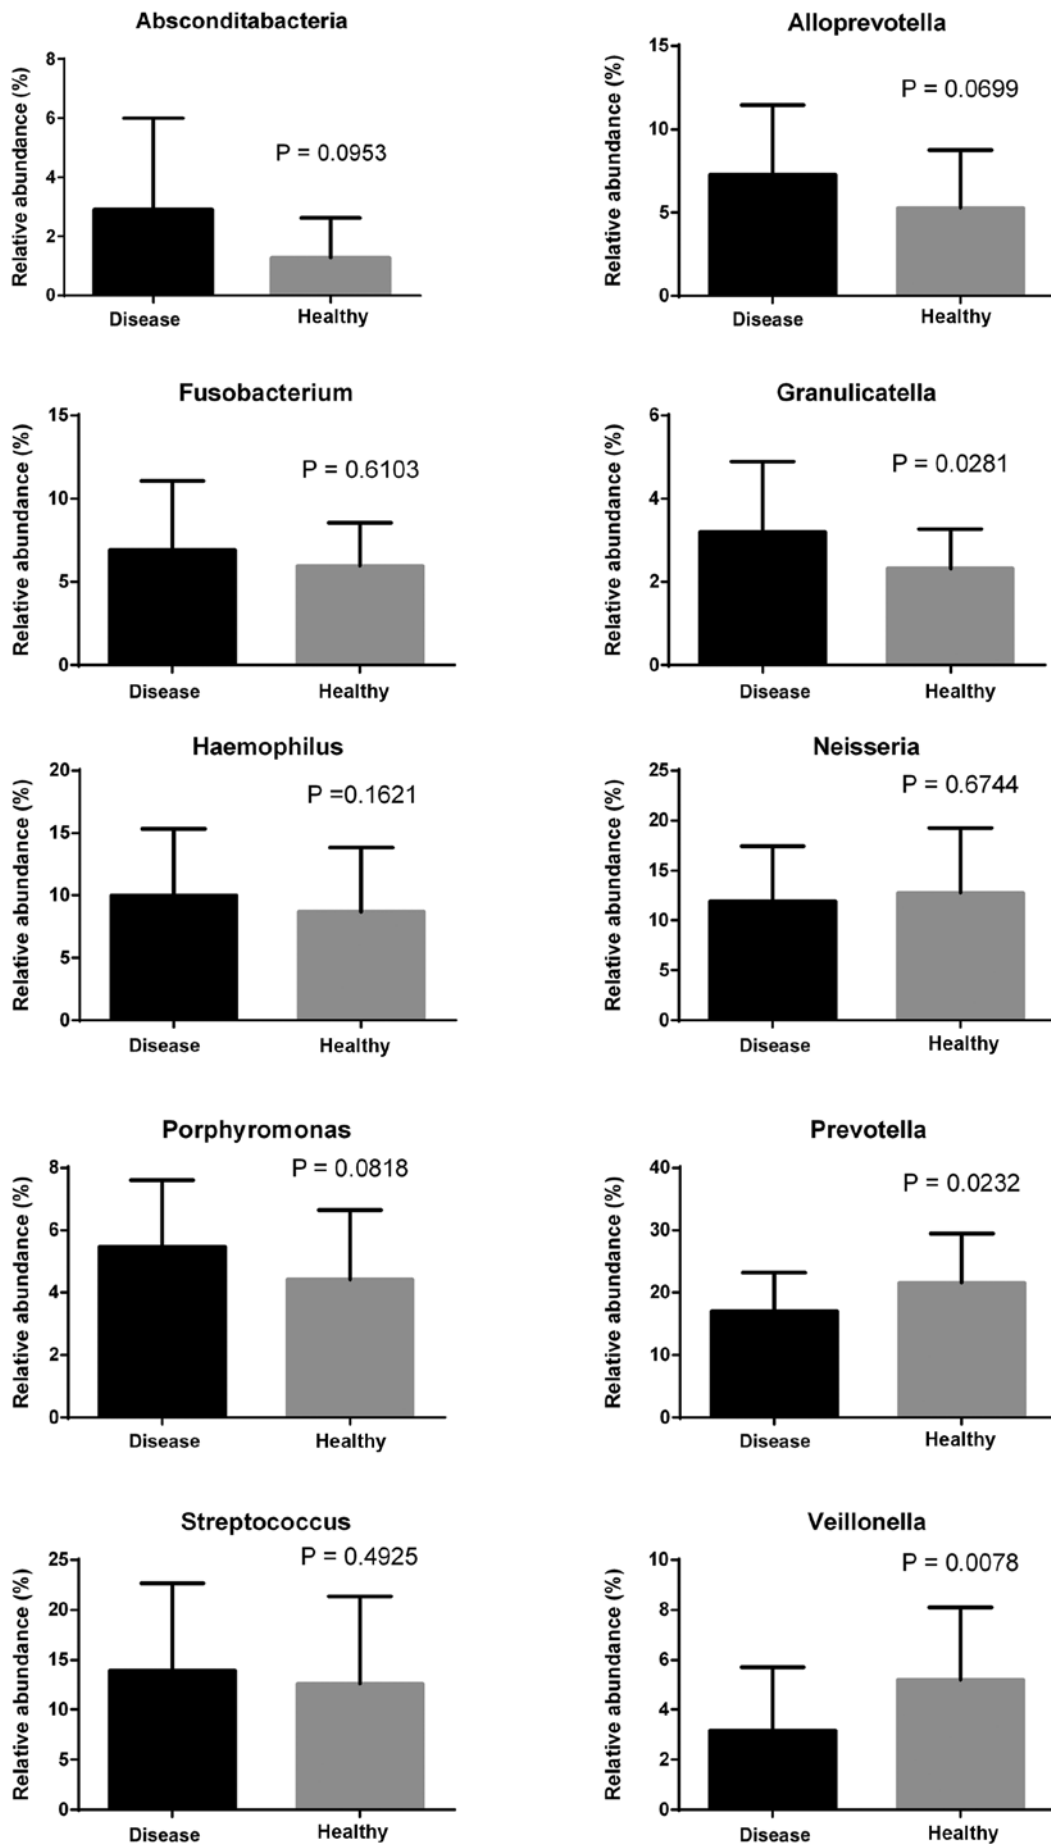 Absconditabacteria
Relative abundance (%)
8
6
4
2
0
P = 0.0953
Disease
Healthy
Alloprevotella
Relative abundance (%)
15
10
5
0
P = 0.0699
Disease
Healthy
Fusobacterium
Relative abundance (%)
15
10
5
0
P = 0.6103
Disease
Healthy
Granulicatella
Relative abundance (%)
6
4
2
0
P = 0.0281
Disease
Healthy
Haemophilus
Relative abundance (%)
20
15
10
5
0
P =0.1621
Disease
Healthy
Neisseria
Relative abundance (%)
25
20
15
10
5
0
P = 0.6744
Disease
Healthy
Porphyromonas
Relative abundance (%)
8
6
4
2
0
P = 0.0818
Disease
Healthy
Prevotella
Relative abundance (%)
40
30
20
10
0
P = 0.0232
Disease
Healthy
Streptococcus
Relative abundance (%)
25
20
15
10
5
0
P = 0.4925
Disease
Healthy
Veillonella
Relative abundance (%)
10
8
6
4
2
0
P = 0.0078
Disease
Healthy